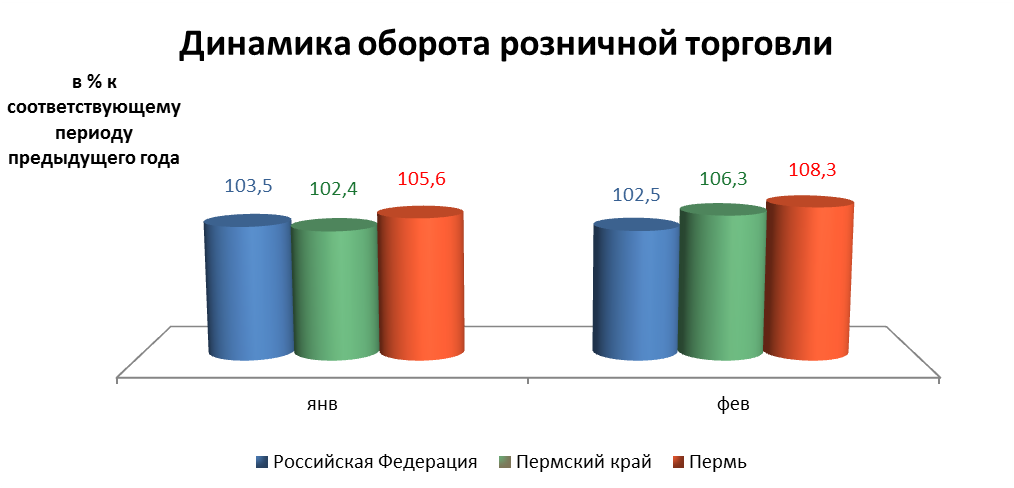 Динамика оборота розничной торговли
в % к
соответствующему
периоду
предыдущего года
103,5
102,4
105,6
102,5
106,3
108,3
янв
фев
Российская Федерация
Пермский край
Пермь